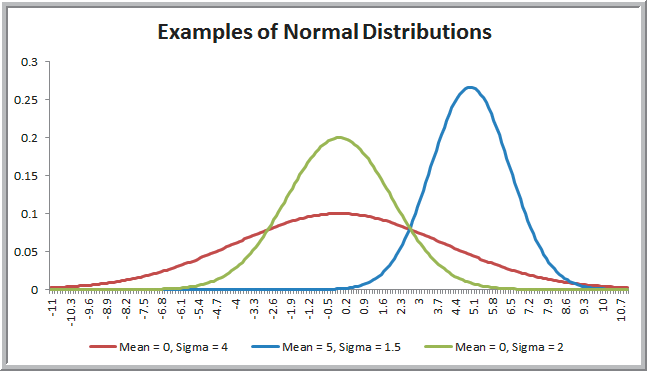 Examples of Normal Distributions
0.3
0.25
0.2
0.15
0.1
0.05
0
-11 -10.3 -9.6 -8.9 -8.2 -7.5 -6.8 -6.1 -5.4 -4.7 -4 -3.3 -2.6 -1.9 -1.2 -0.5 0.2 0.9 1.6 2.3 3 3.7 4.4 5.1 5.8 6.5 7.2 7.9 8.6 9.3 10 10.7
Mean = 0, Sigma = 4 Mean = 5, Sigma = 1.5 Mean = 0, Sigma = 2